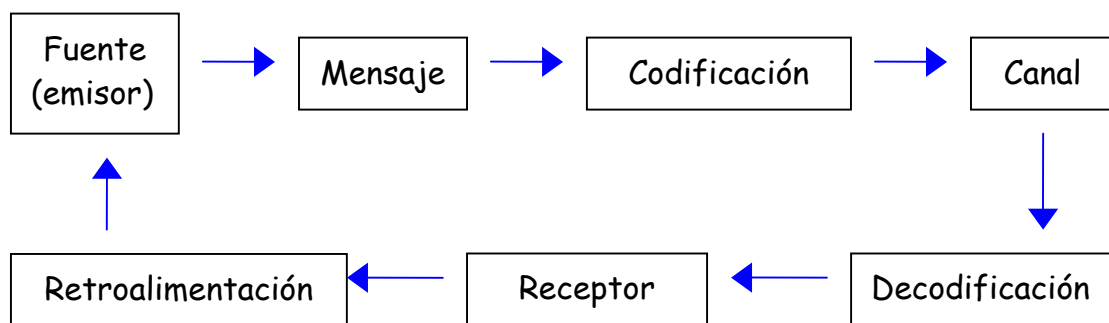 Fuente
(emisor)
Mensaje
Codificación
Canal
Decodificación
Receptor
Retroalimentación